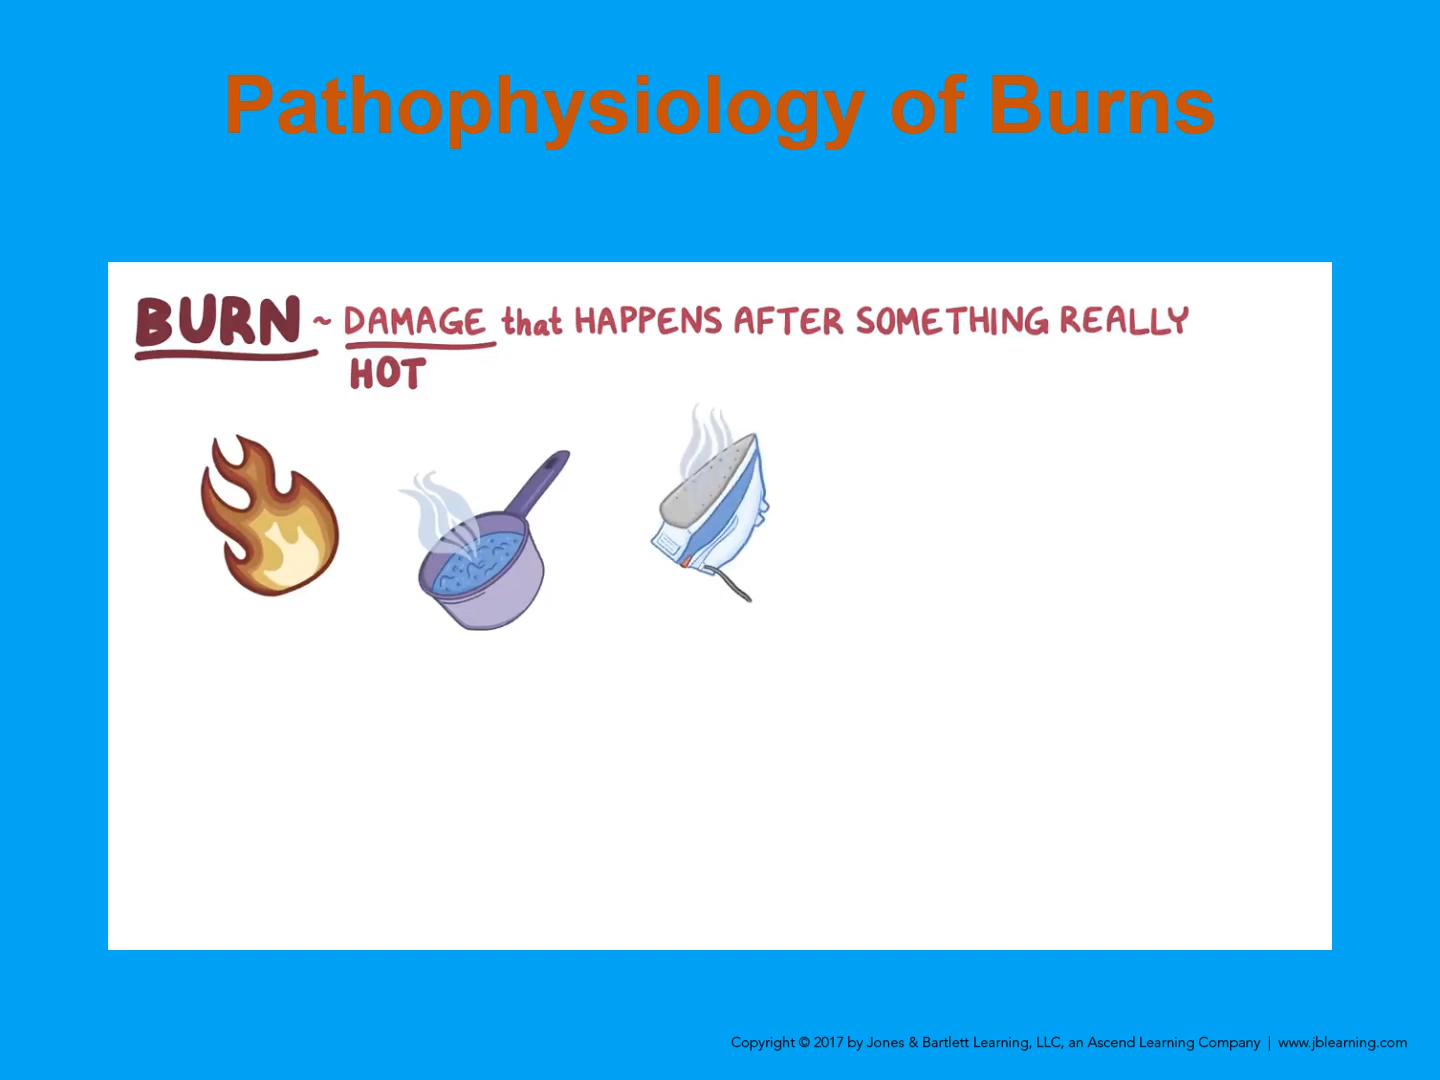 Pathophysiology of Burns
BURN ~ DAMAGE that HAPPENS AFTER SOMETHING REALLY
HOT
Copyright © 2017 by Jones & Bartlett Learning, LLC, an Ascend Learning Company | www.jblearning.com